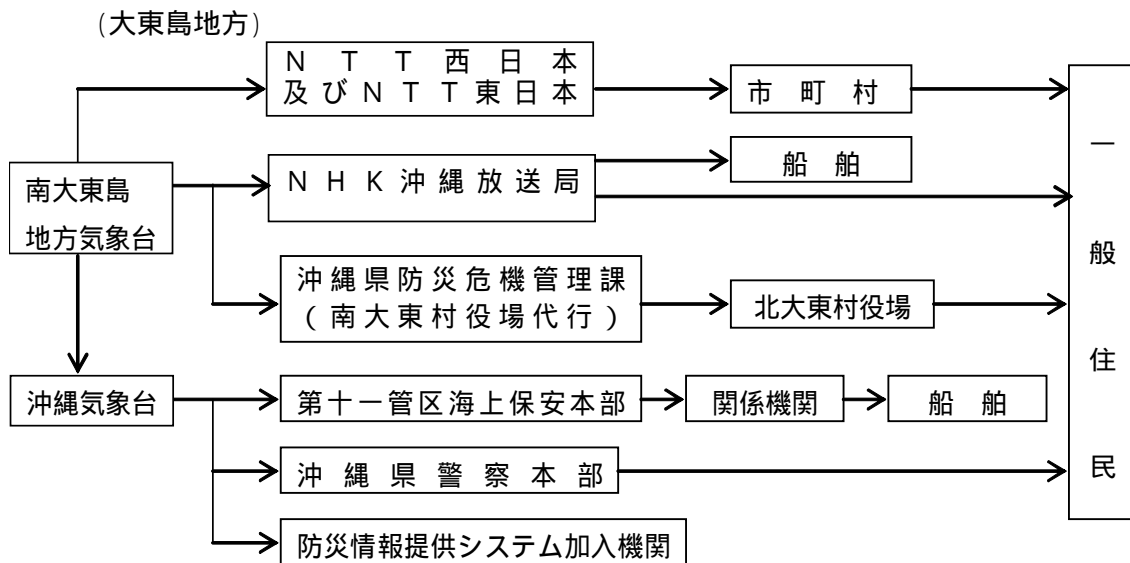 (大東島地方)
ＮＴＴ西日本
及びＮＴＴ東日本
市町村
一般住民
船舶
ＮＨＫ沖縄放送局
南大東島
地方気象台
沖縄県防災危機管理課
(南大東村役場代行)
北大東村役場
沖縄気象台
第十一管区海上保安本部
関係機関
船舶
沖縄県警察本部
防災情報提供システム加入機関